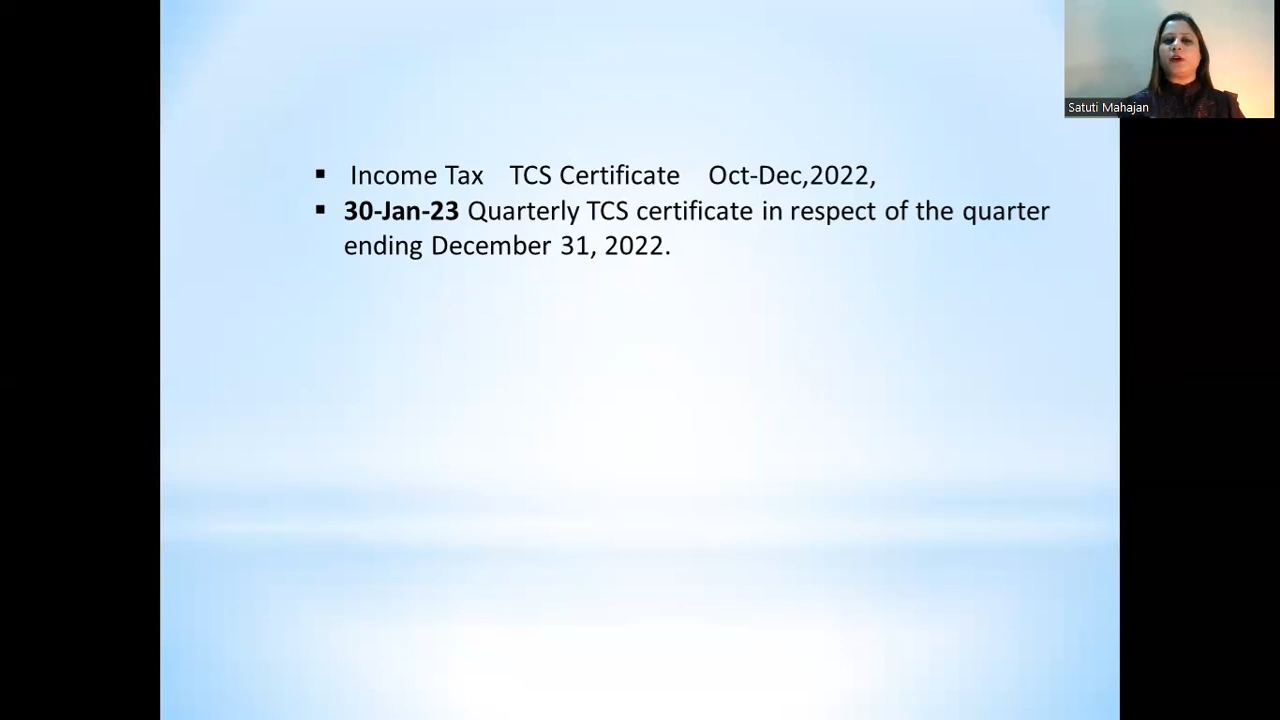 Satuti Mahajan
▪ Income Tax TCS Certificate Oct-Dec,2022,
▪ 30-Jan-23 Quarterly TCS certificate in respect of the quarter
ending December 31, 2022.